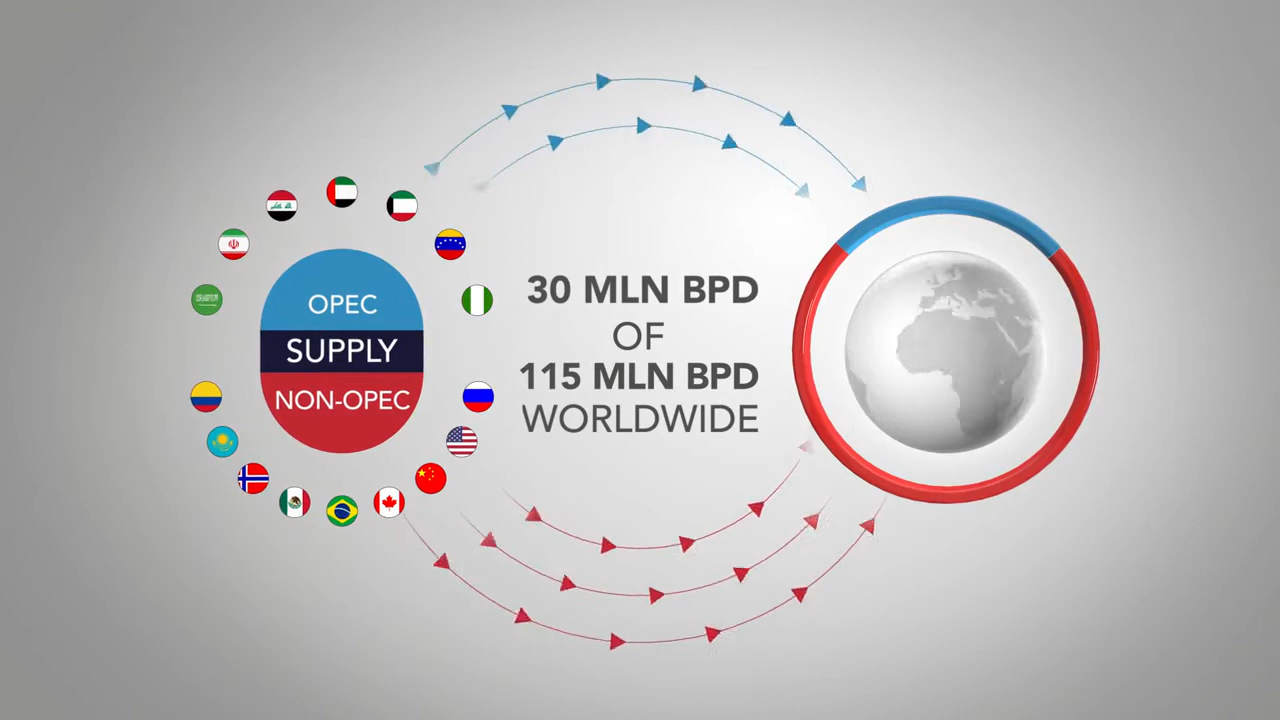 OPEC
SUPPLY
NON-OPEC
30 MLN BPD
OF
115 MLN BPD
WORLDWIDE